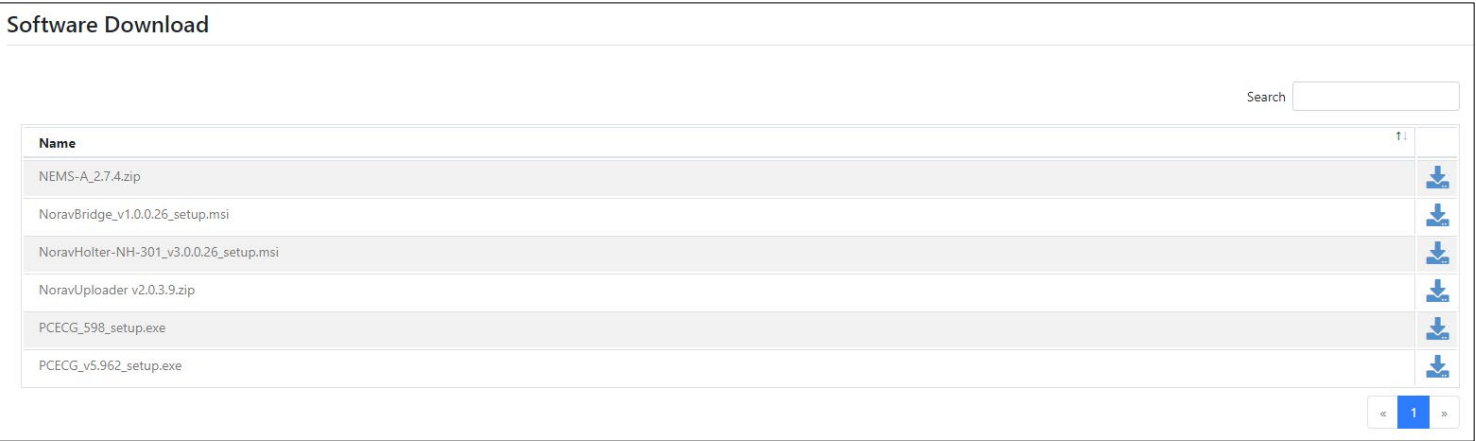 Software Download
Search
Name
NEMS-A_2.7.4.zip
NoravBridge_v1.0.0.26_setup.msi
NoravHolter-NH-301_v3.0.0.26_setup.msi
NoravUploader v2.0.3.9.zip
PCECG_598_setup.exe
PCECG_v5.962_setup.exe
« 1 »